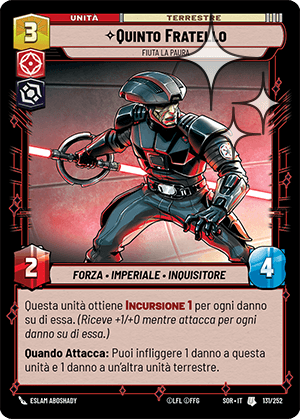 UNITÀ
TERRESTRE
3
✧QUINTO FRATELLO
FIUTA LA PAURA
2
4
FORZA • IMPERIALE • INQUISITORE
Questa unità ottiene INCURSIONE 1 per ogni danno
su di essa. (Riceve +1/+0 mentre attacca per ogni
danno su di essa.)
Quando Attacca: Puoi infliggere 1 danno a questa
unità e 1 danno a un'altra unità terrestre.
ESLAM ABOSHADY
©LFL ©FFG
SOR•IT
131/252